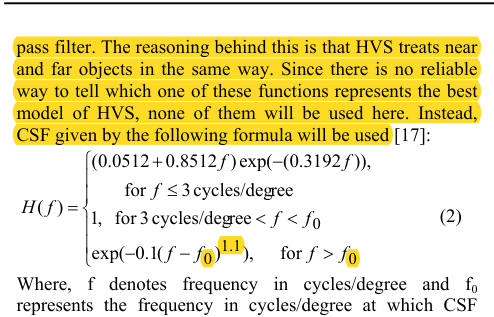 pass filter. The reasoning behind this is that HVS treats near
and far objects in the same way. Since there is no reliable
way to tell which one of these functions represents the best
model of HVS, none of them will be used here. Instead,
CSF given by the following formula will be used [17]:
(0.0512+0.8512f) exp(−(0.3192f)),
for f ≤ 3 cycles/degree
H(f) = { 1, for 3 cycles/degree < f < f₀ (2)
exp(−0.1(f − f₀)^1.1), for f > f₀
Where, f denotes frequency in cycles/degree and f₀
represents the frequency in cycles/degree at which CSF